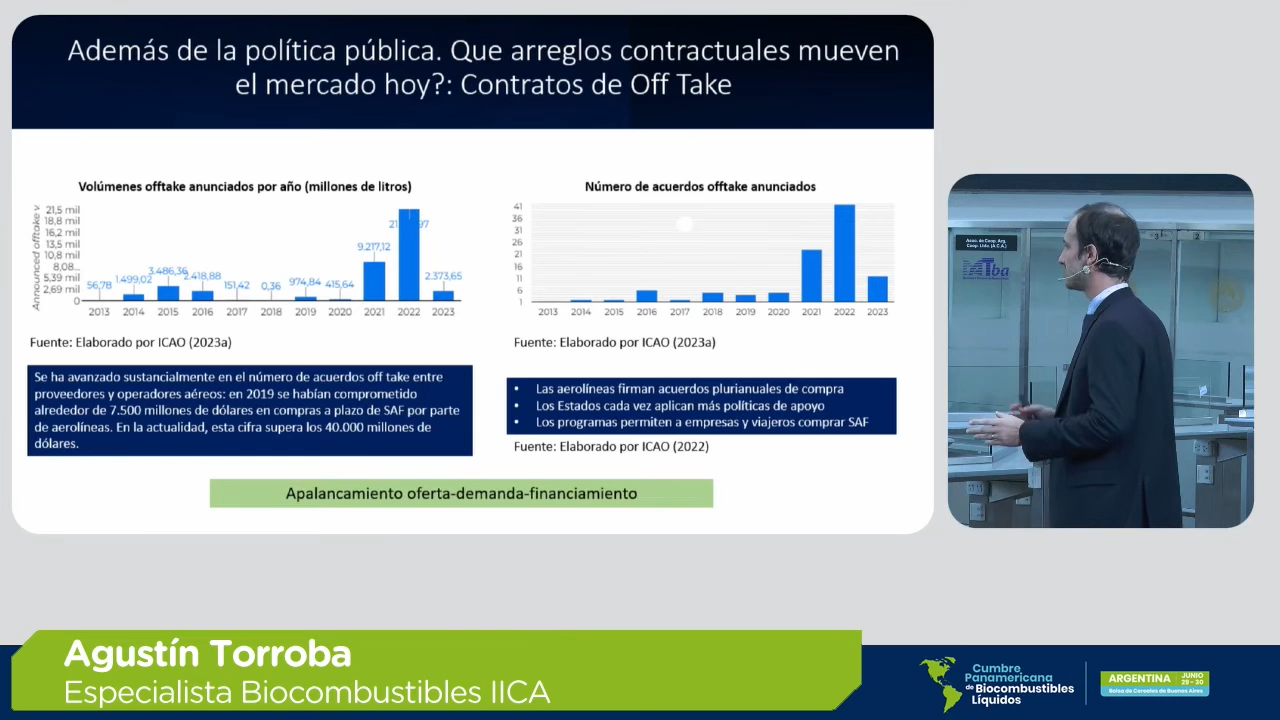 Además de la política pública. Que arreglos contractuales mueven
el mercado hoy?: Contratos de Off Take
Volúmenes offtake anunciados por año (millones de litros)
Announced offtake v
21,5 mil
18,8 mil
16,2 mil
13,5 mil
10,8 mil
8,08...
5,39 mil
2,69 mil
0
56,78
1.499,02
3.486,36
2.418,88
151,42
0,36
974,84
415,64
9.217,12
2.373,65
2013 2014 2015 2016 2017 2018 2019 2020 2021 2022 2023
Fuente: Elaborado por ICAO (2023a)
Se ha avanzado sustancialmente en el número de acuerdos off take entre
proveedores y operadores aéreos: en 2019 se habían comprometido
alrededor de 7.500 millones de dólares en compras a plazo de SAF por parte
de aerolíneas. En la actualidad, esta cifra supera los 40.000 millones de
dólares.
Número de acuerdos offtake anunciados
41
36
31
26
21
16
11
6
1
2013 2014 2015 2016 2017 2018 2019 2020 2021 2022 2023
Fuente: Elaborado por ICAO (2023a)
• Las aerolíneas firman acuerdos plurianuales de compra
• Los Estados cada vez aplican más políticas de apoyo
• Los programas permiten a empresas y viajeros comprar SAF
Fuente: Elaborado por ICAO (2022)
Apalancamiento oferta-demanda-financiamiento
Asoc. de Coop. Arg.
Coop. Ltda. (A.C.A.)
MATba
Agustín Torroba
Especialista Biocombustibles IICA
Cumbre
Panamericana
de Biocombustibles
Líquidos
ARGENTINA
JUNIO
29 - 30
Bolsa de Cereales de Buenos Aires